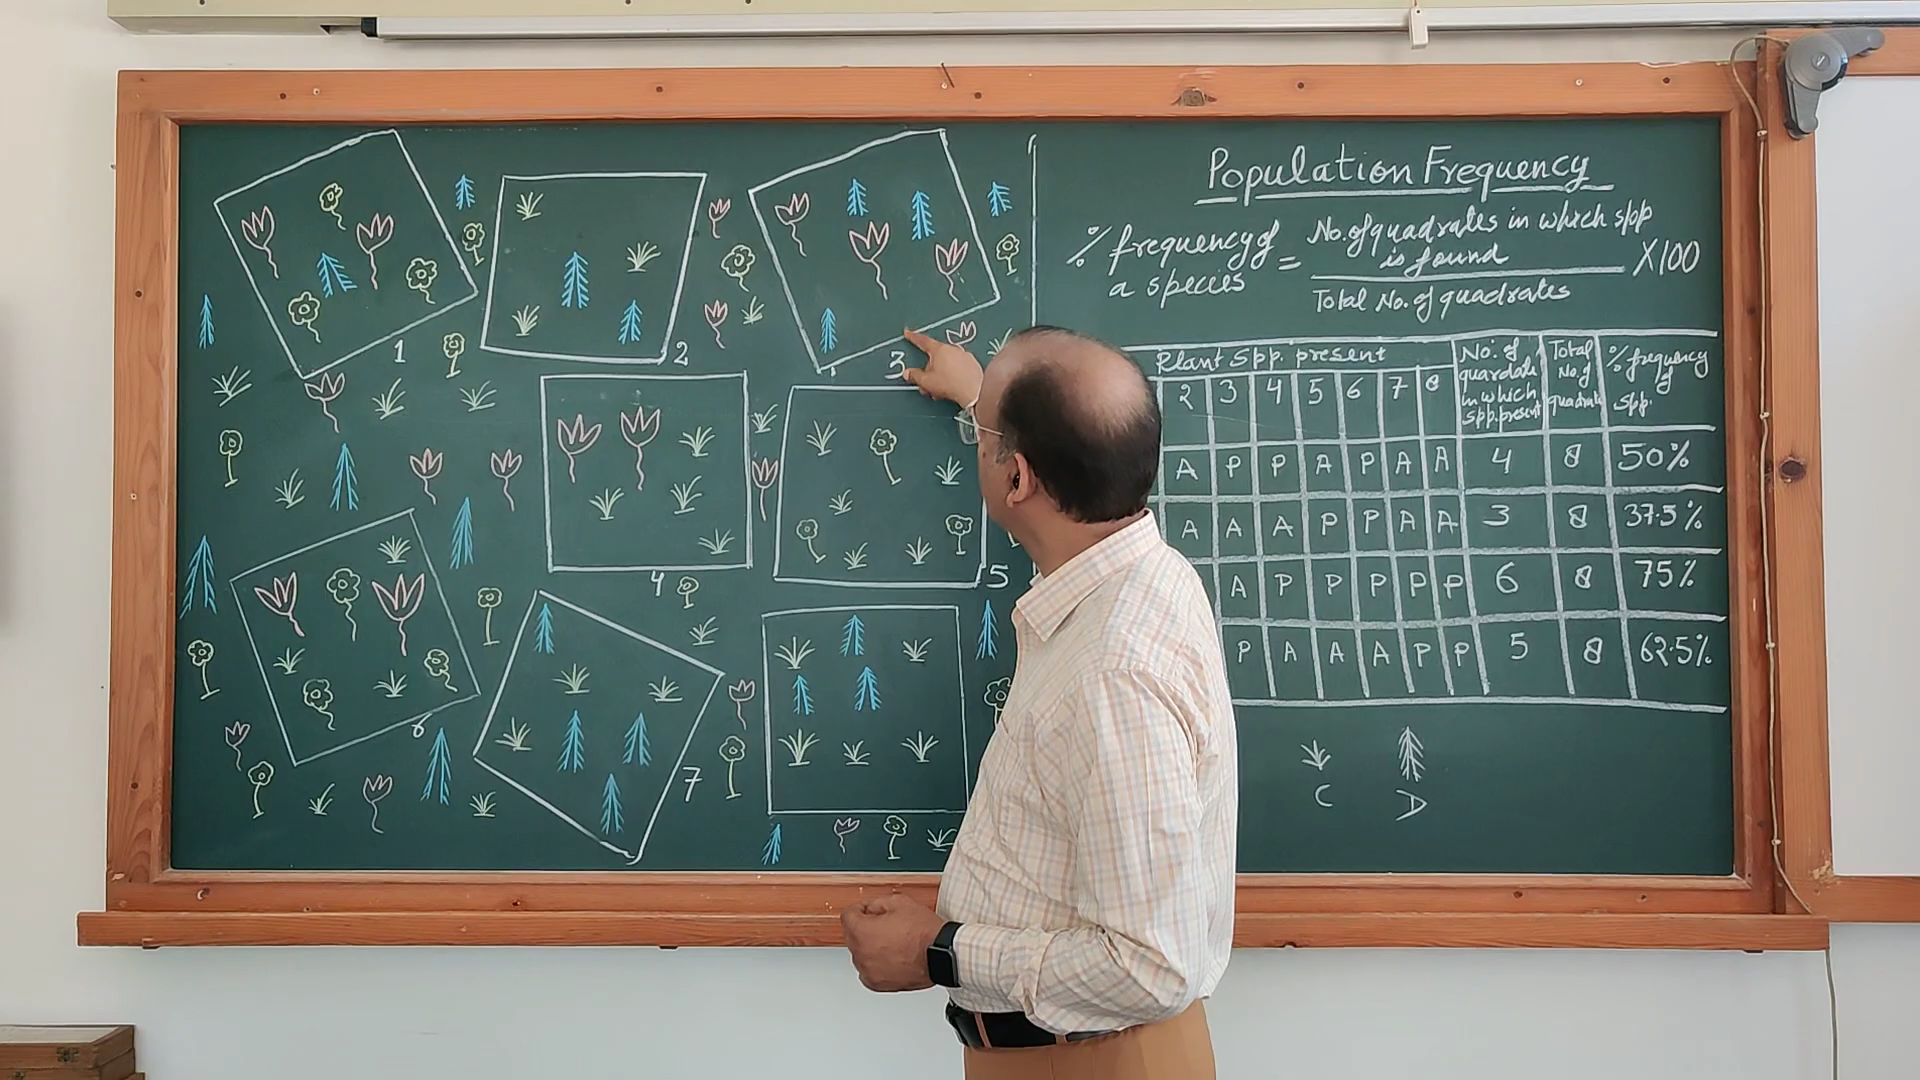 1
2
3
4
5
6
7
Population Frequency
% frequency of a species = No. of quadrates in which spp is found / Total No. of quadrates X100
Plant Spp. present
No. of quardats in which spp. present
Total No. of quadrats
% frequency of spp.
2 3 4 5 6 7 8
A P P A P A A 4 8 50%
A A A P P A A 3 8 37.5%
A P P P P P 6 8 75%
P A A A P P 5 8 62.5%
C D